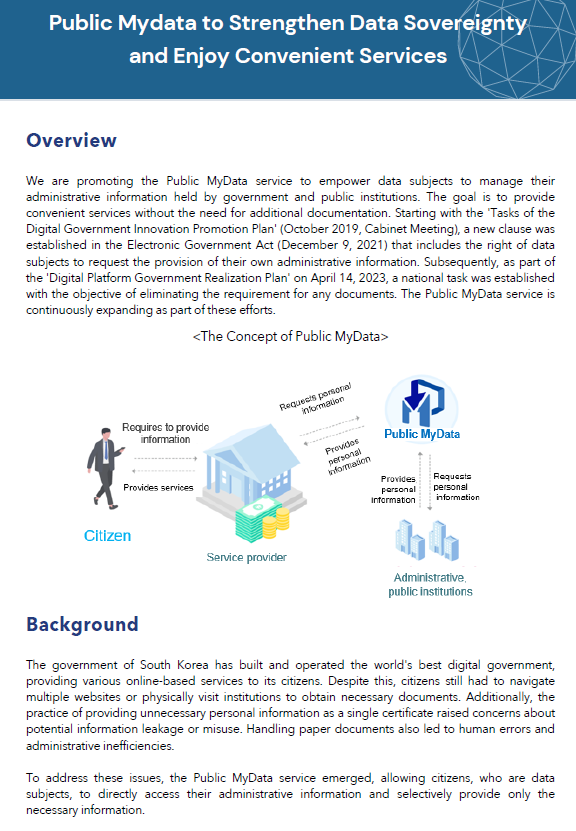 Public Mydata to Strengthen Data Sovereignty
and Enjoy Convenient Services
Overview
We are promoting the Public MyData service to empower data subjects to manage their
administrative information held by government and public institutions. The goal is to provide
convenient services without the need for additional documentation. Starting with the 'Tasks of the
Digital Government Innovation Promotion Plan' (October 2019, Cabinet Meeting), a new clause was
established in the Electronic Government Act (December 9, 2021) that includes the right of data
subjects to request the provision of their own administrative information. Subsequently, as part of
the 'Digital Platform Government Realization Plan' on April 14, 2023, a national task was established
with the objective of eliminating the requirement for any documents. The Public MyData service is
continuously expanding as part of these efforts.
<The Concept of Public MyData>
Requires to provide
information
Provides services
Citizen
Service provider
Requests personal
information
Provides
personal
information
Public MyData
Provides
personal
information
Requests
personal
information
Administrative,
public institutions
Background
The government of South Korea has built and operated the world's best digital government,
providing various online-based services to its citizens. Despite this, citizens still had to navigate
multiple websites or physically visit institutions to obtain necessary documents. Additionally, the
practice of providing unnecessary personal information as a single certificate raised concerns about
potential information leakage or misuse. Handling paper documents also led to human errors and
administrative inefficiencies.
To address these issues, the Public MyData service emerged, allowing citizens, who are data
subjects, to directly access their administrative information and selectively provide only the
necessary information.